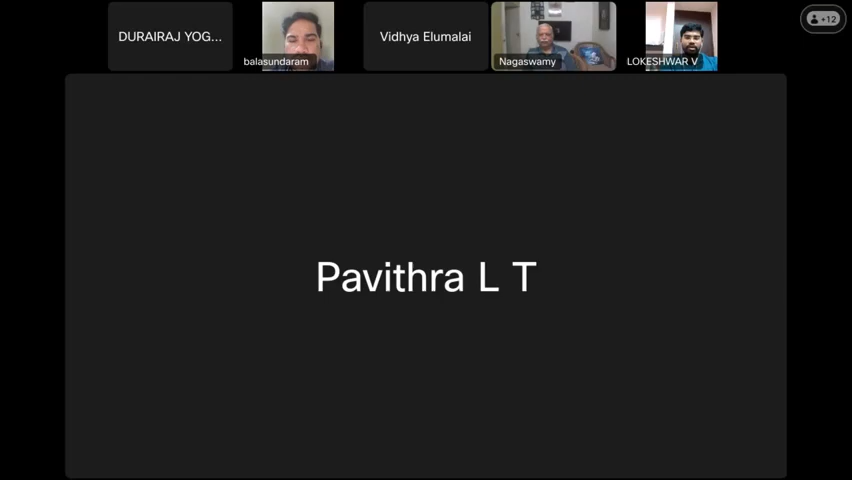 DURAIRAJ YOG...
balasundaram
Vidhya Elumalai
Nagaswamy
LOKESHWAR V
+12
Pavithra L T